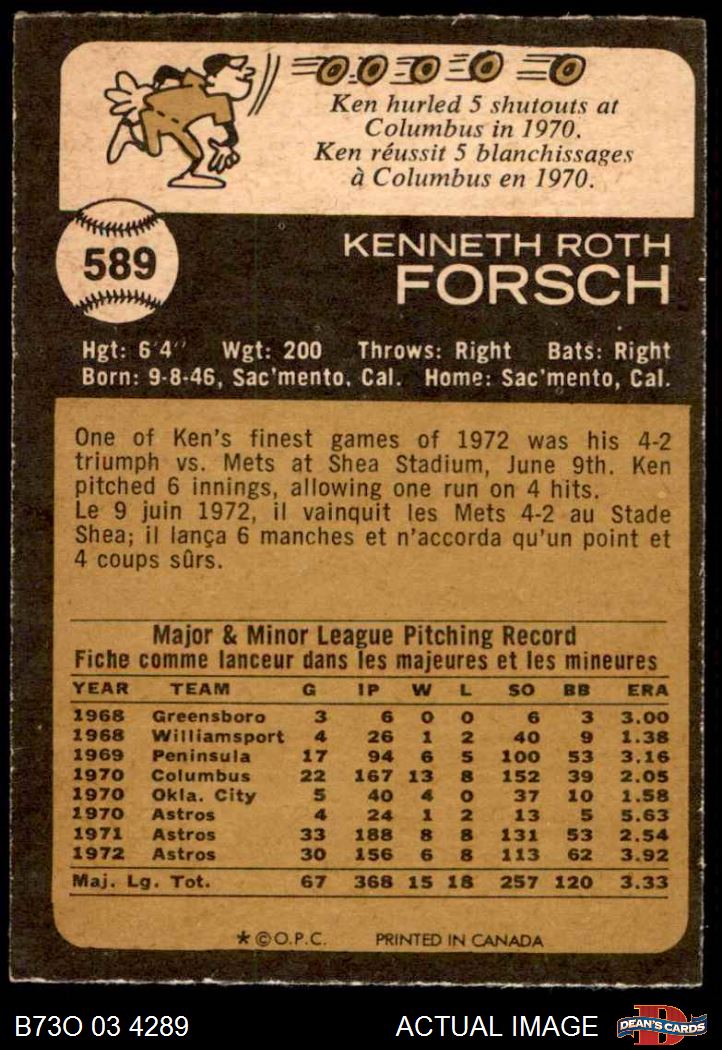 Ken hurled 5 shutouts at
Columbus in 1970.
Ken réussit 5 blanchissages
à Columbus en 1970.
589
KENNETH ROTH
FORSCH
Hgt: 6'4" Wgt: 200 Throws: Right Bats: Right
Born: 9-8-46, Sac'mento, Cal. Home: Sac'mento, Cal.
One of Ken's finest games of 1972 was his 4-2
triumph vs. Mets at Shea Stadium, June 9th. Ken
pitched 6 innings, allowing one run on 4 hits.
Le 9 juin 1972, il vainquit les Mets 4-2 au Stade
Shea; il lança 6 manches et n'accorda qu'un point et
4 coups sûrs.
Major & Minor League Pitching Record
Fiche comme lanceur dans les majeures et les mineures
YEAR TEAM G IP W L SO BB ERA
1968 Greensboro 3 6 0 0 6 3 3.00
1968 Williamsport 4 26 1 2 40 9 1.38
1969 Peninsula 17 94 6 5 100 53 3.16
1970 Columbus 22 167 13 8 152 39 2.05
1970 Okla. City 5 40 4 0 37 10 1.58
1970 Astros 4 24 1 2 13 5 5.63
1971 Astros 33 188 8 8 131 53 2.54
1972 Astros 30 156 6 8 113 62 3.92
Maj. Lg. Tot. 67 368 15 18 257 120 3.33
* © O.P.C. PRINTED IN CANADA
B73O 03 4289 ACTUAL IMAGE D DEAN'S CARDS